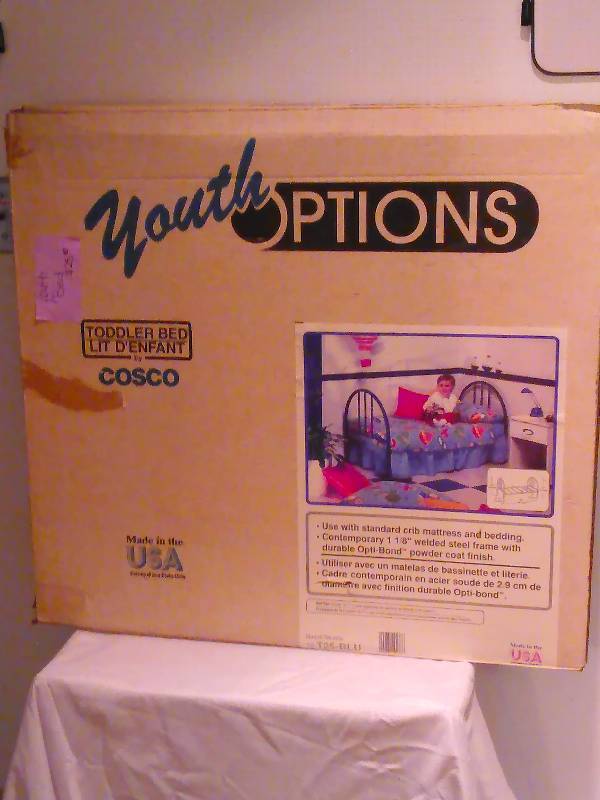 Youth OPTIONS
Youth
Bed
TODDLER BED
LIT D'ENFANT
by
COSCO
• Use with standard crib mattress and bedding.
• Contemporary 1 1/8" welded steel frame with
durable Opti-Bond™ powder coat finish.
• Utiliser avec un matelas de bassinette et literie.
• Cadre contemporain en acier soudé de 2.9 cm de
diamètre avec finition durable Opti-bond™.
Made in the
USA
Made in the
USA